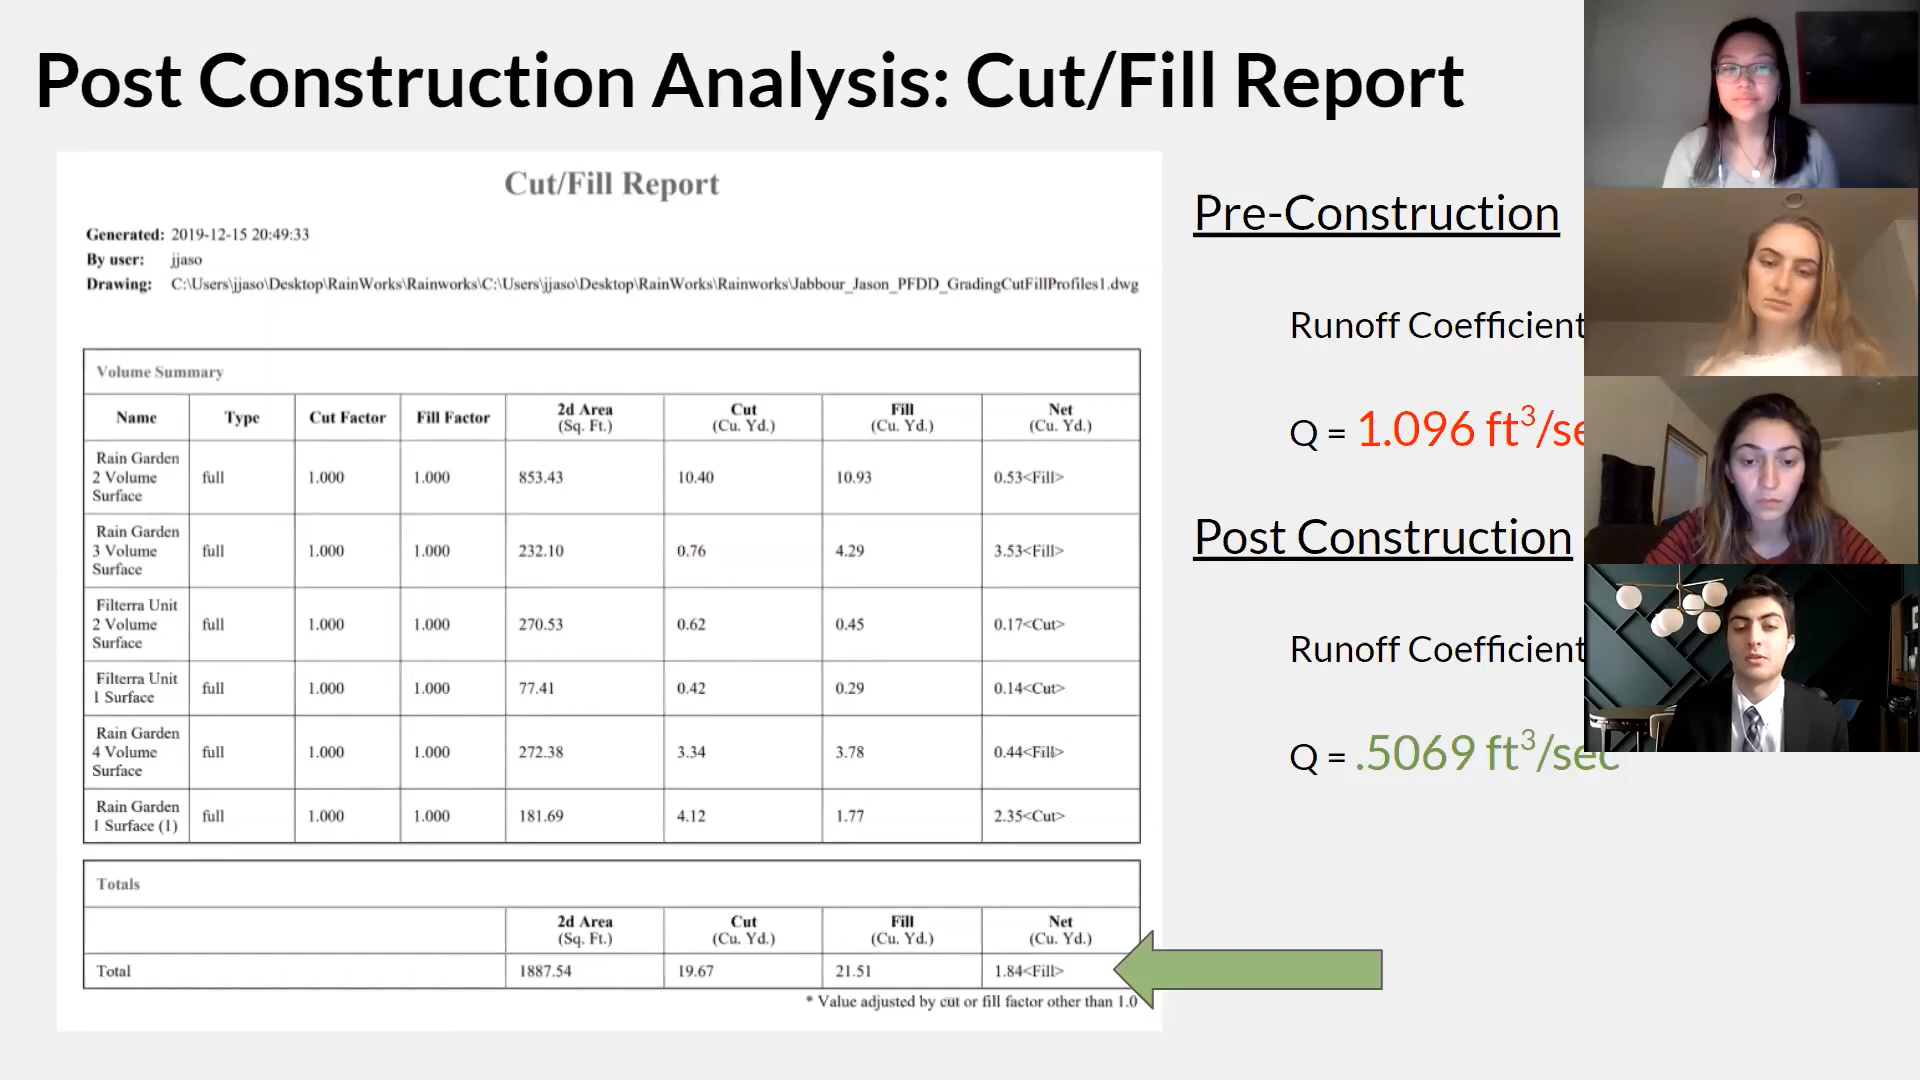 Post Construction Analysis: Cut/Fill Report
Cut/Fill Report
Generated: 2019-12-15 20:49:33
By user: jjaso
Drawing: C:\Users\jjaso\Desktop\RainWorks\Rainworks\C:\Users\jjaso\Desktop\RainWorks\Rainworks\Jabbour_Jason_PFDD_GradingCutFillProfiles1.dwg
Volume Summary
Name Type Cut Factor Fill Factor 2d Area (Sq. Ft.) Cut (Cu. Yd.) Fill (Cu. Yd.) Net (Cu. Yd.)
Rain Garden 2 Volume Surface full 1.000 1.000 853.43 10.40 10.93 0.53<Fill>
Rain Garden 3 Volume Surface full 1.000 1.000 232.10 0.76 4.29 3.53<Fill>
Filterra Unit 2 Volume Surface full 1.000 1.000 270.53 0.62 0.45 0.17<Cut>
Filterra Unit 1 Surface full 1.000 1.000 77.41 0.42 0.29 0.14<Cut>
Rain Garden 4 Volume Surface full 1.000 1.000 272.38 3.34 3.78 0.44<Fill>
Rain Garden 1 Surface (1) full 1.000 1.000 181.69 4.12 1.77 2.35<Cut>
Totals
2d Area (Sq. Ft.) Cut (Cu. Yd.) Fill (Cu. Yd.) Net (Cu. Yd.)
Total 1887.54 19.67 21.51 1.84<Fill>
* Value adjusted by cut or fill factor other than 1.0
Pre-Construction
Runoff Coefficient
Q = 1.096 ft³/se
Post Construction
Runoff Coefficient
Q = .5069 ft³/sec